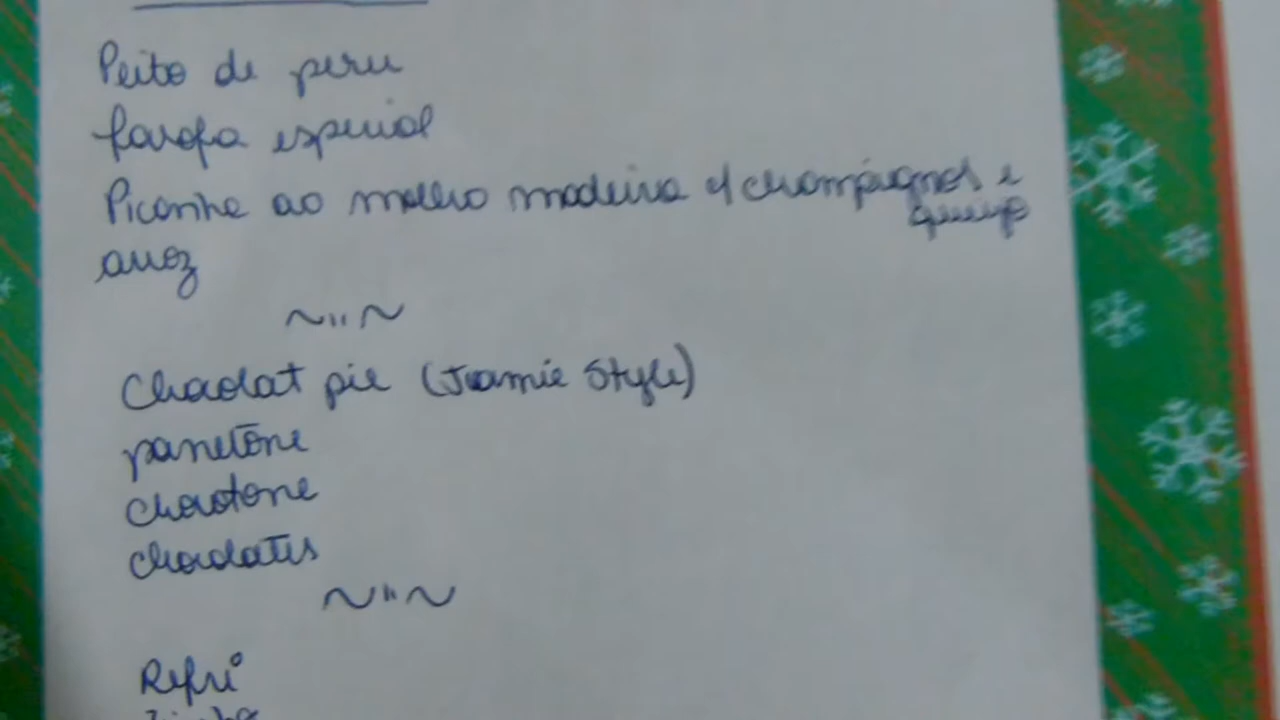 Peito de peru
farofa especial
Picanha ao molho madeira c/ champignos e
queijo
arroz
~"~
Chocolat pie (Jamie Style)
panetone
chocotone
chocolates
~"~
Refri